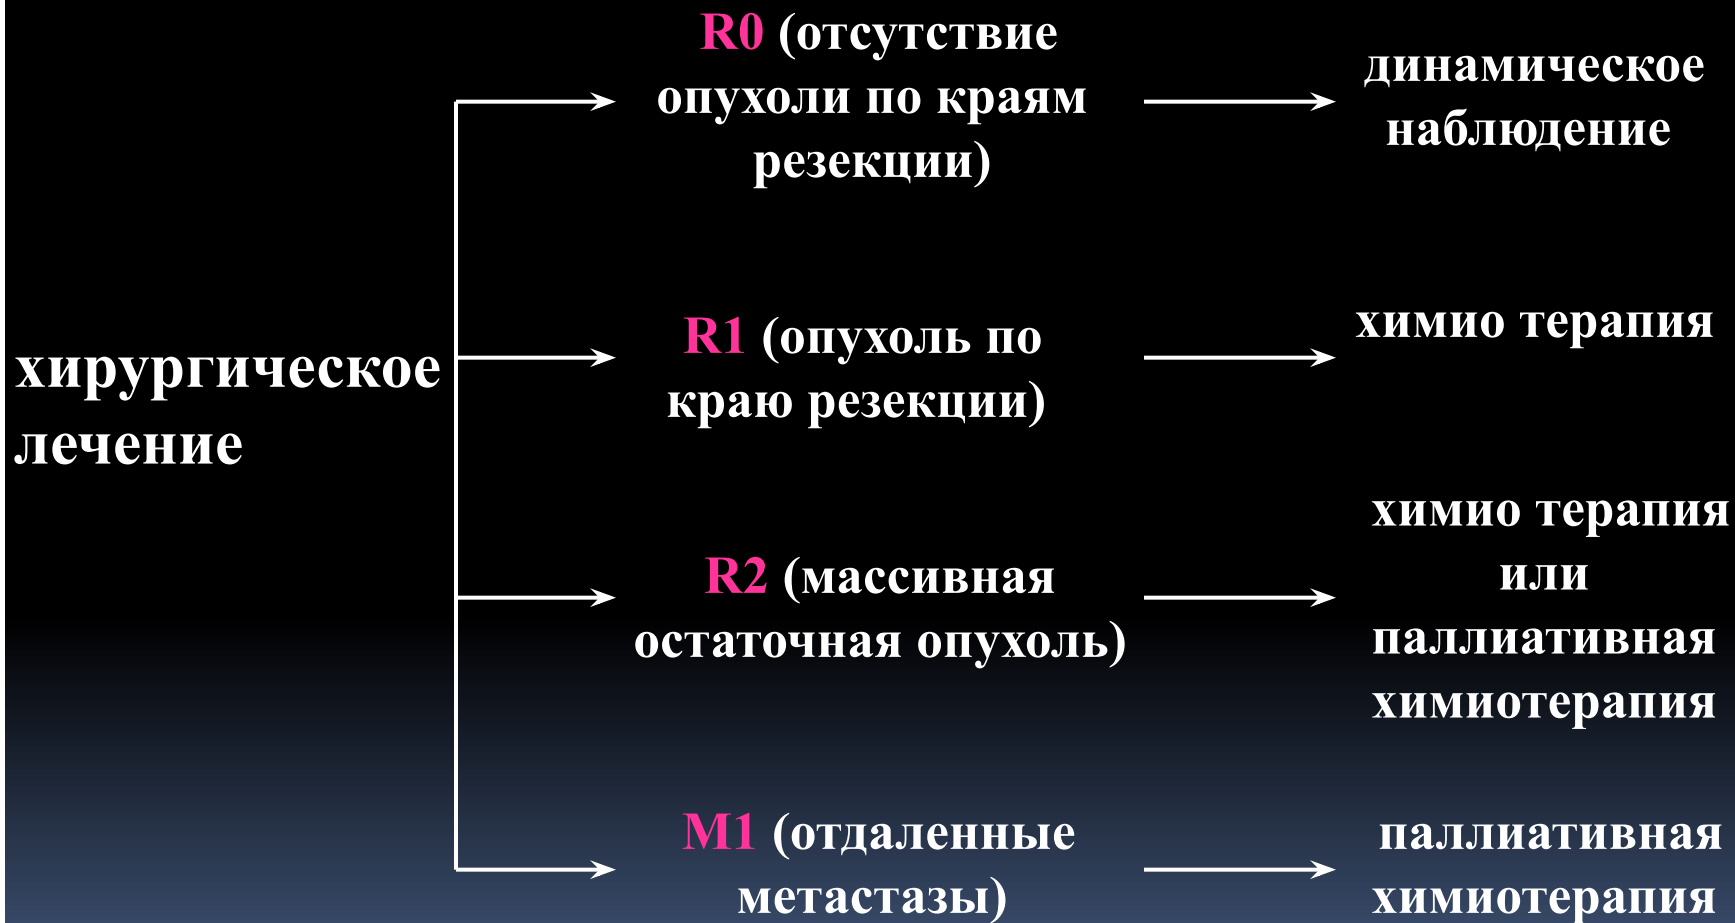 хирургическое
лечение
R0 (отсутствие
опухоли по краям
резекции)
динамическое
наблюдение
R1 (опухоль по
краю резекции)
химио терапия
R2 (массивная
остаточная опухоль)
химио терапия
или
паллиативная
химиотерапия
M1 (отдаленные
метастазы)
паллиативная
химиотерапия